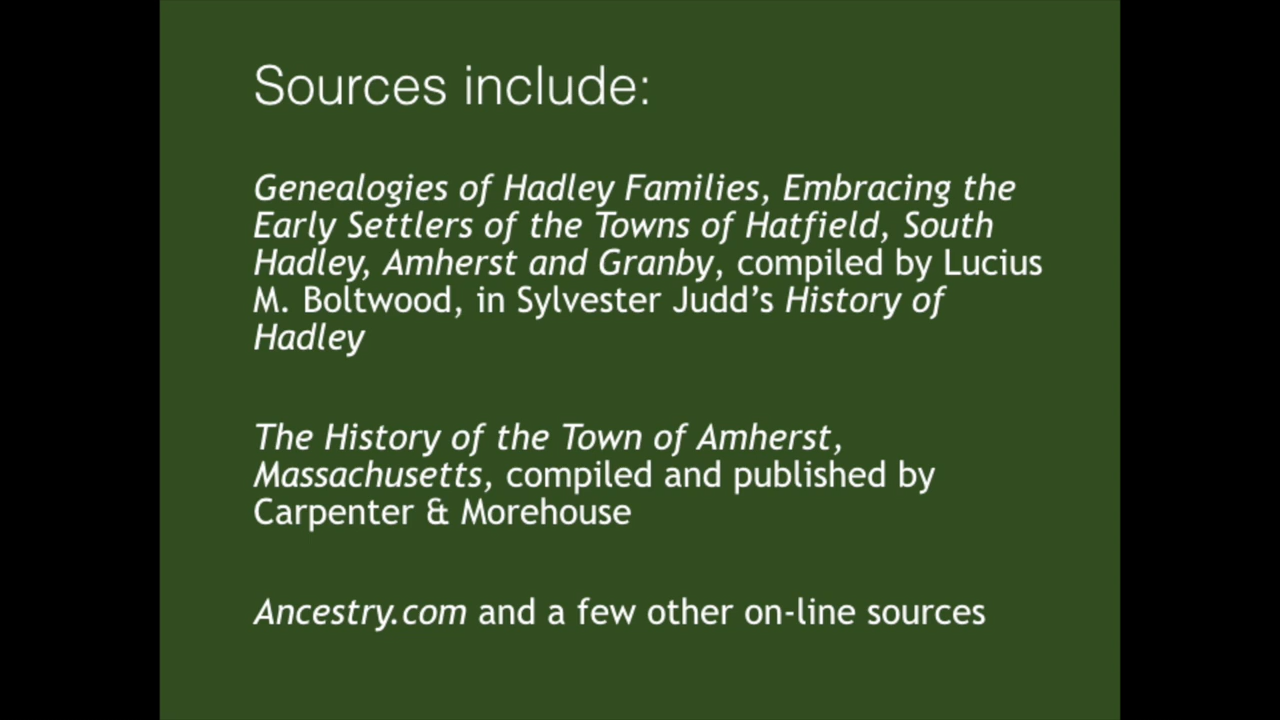 Sources include:
Genealogies of Hadley Families, Embracing the
Early Settlers of the Towns of Hatfield, South
Hadley, Amherst and Granby, compiled by Lucius
M. Boltwood, in Sylvester Judd’s History of
Hadley
The History of the Town of Amherst,
Massachusetts, compiled and published by
Carpenter & Morehouse
Ancestry.com and a few other on-line sources